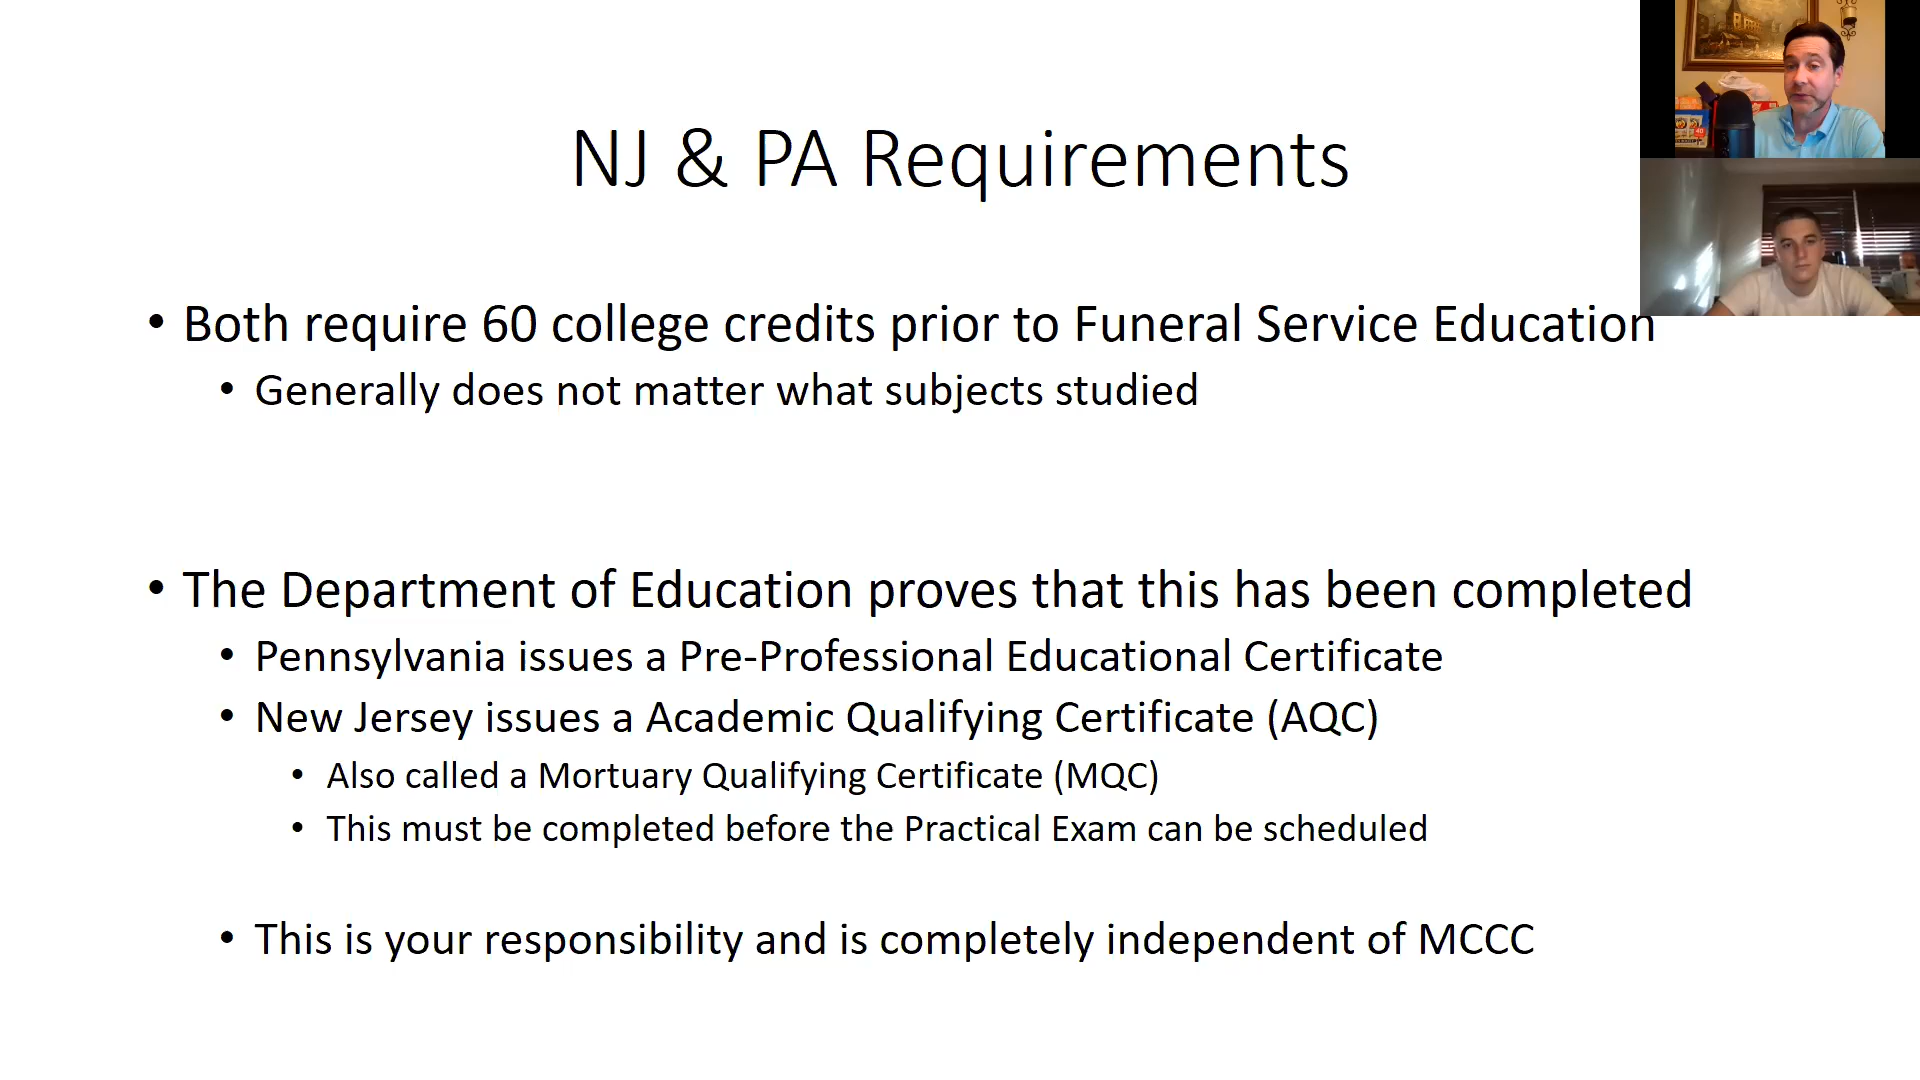 NJ & PA Requirements
• Both require 60 college credits prior to Funeral Service Education
• Generally does not matter what subjects studied
• The Department of Education proves that this has been completed
• Pennsylvania issues a Pre-Professional Educational Certificate
• New Jersey issues a Academic Qualifying Certificate (AQC)
• Also called a Mortuary Qualifying Certificate (MQC)
• This must be completed before the Practical Exam can be scheduled
• This is your responsibility and is completely independent of MCCC